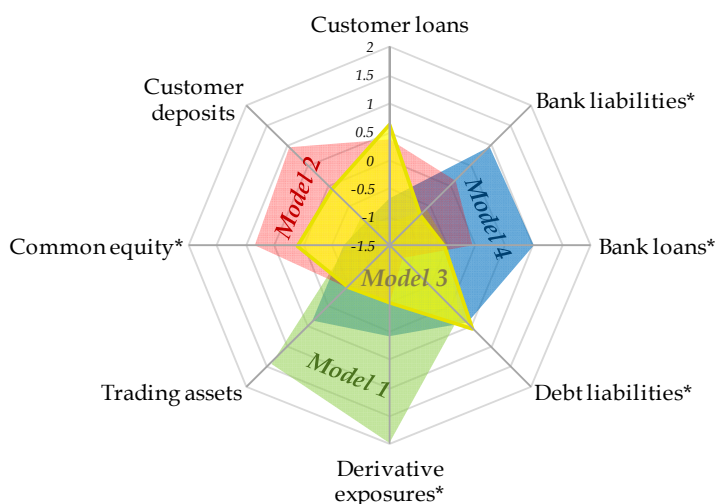 Customer loans
2
1.5
1
0.5
0
-0.5
-1
-1.5
Customer
deposits
Bank liabilities*
Model 2
Model 4
Common equity*
Bank loans*
Model 3
Model 1
Trading assets
Debt liabilities*
Derivative
exposures*